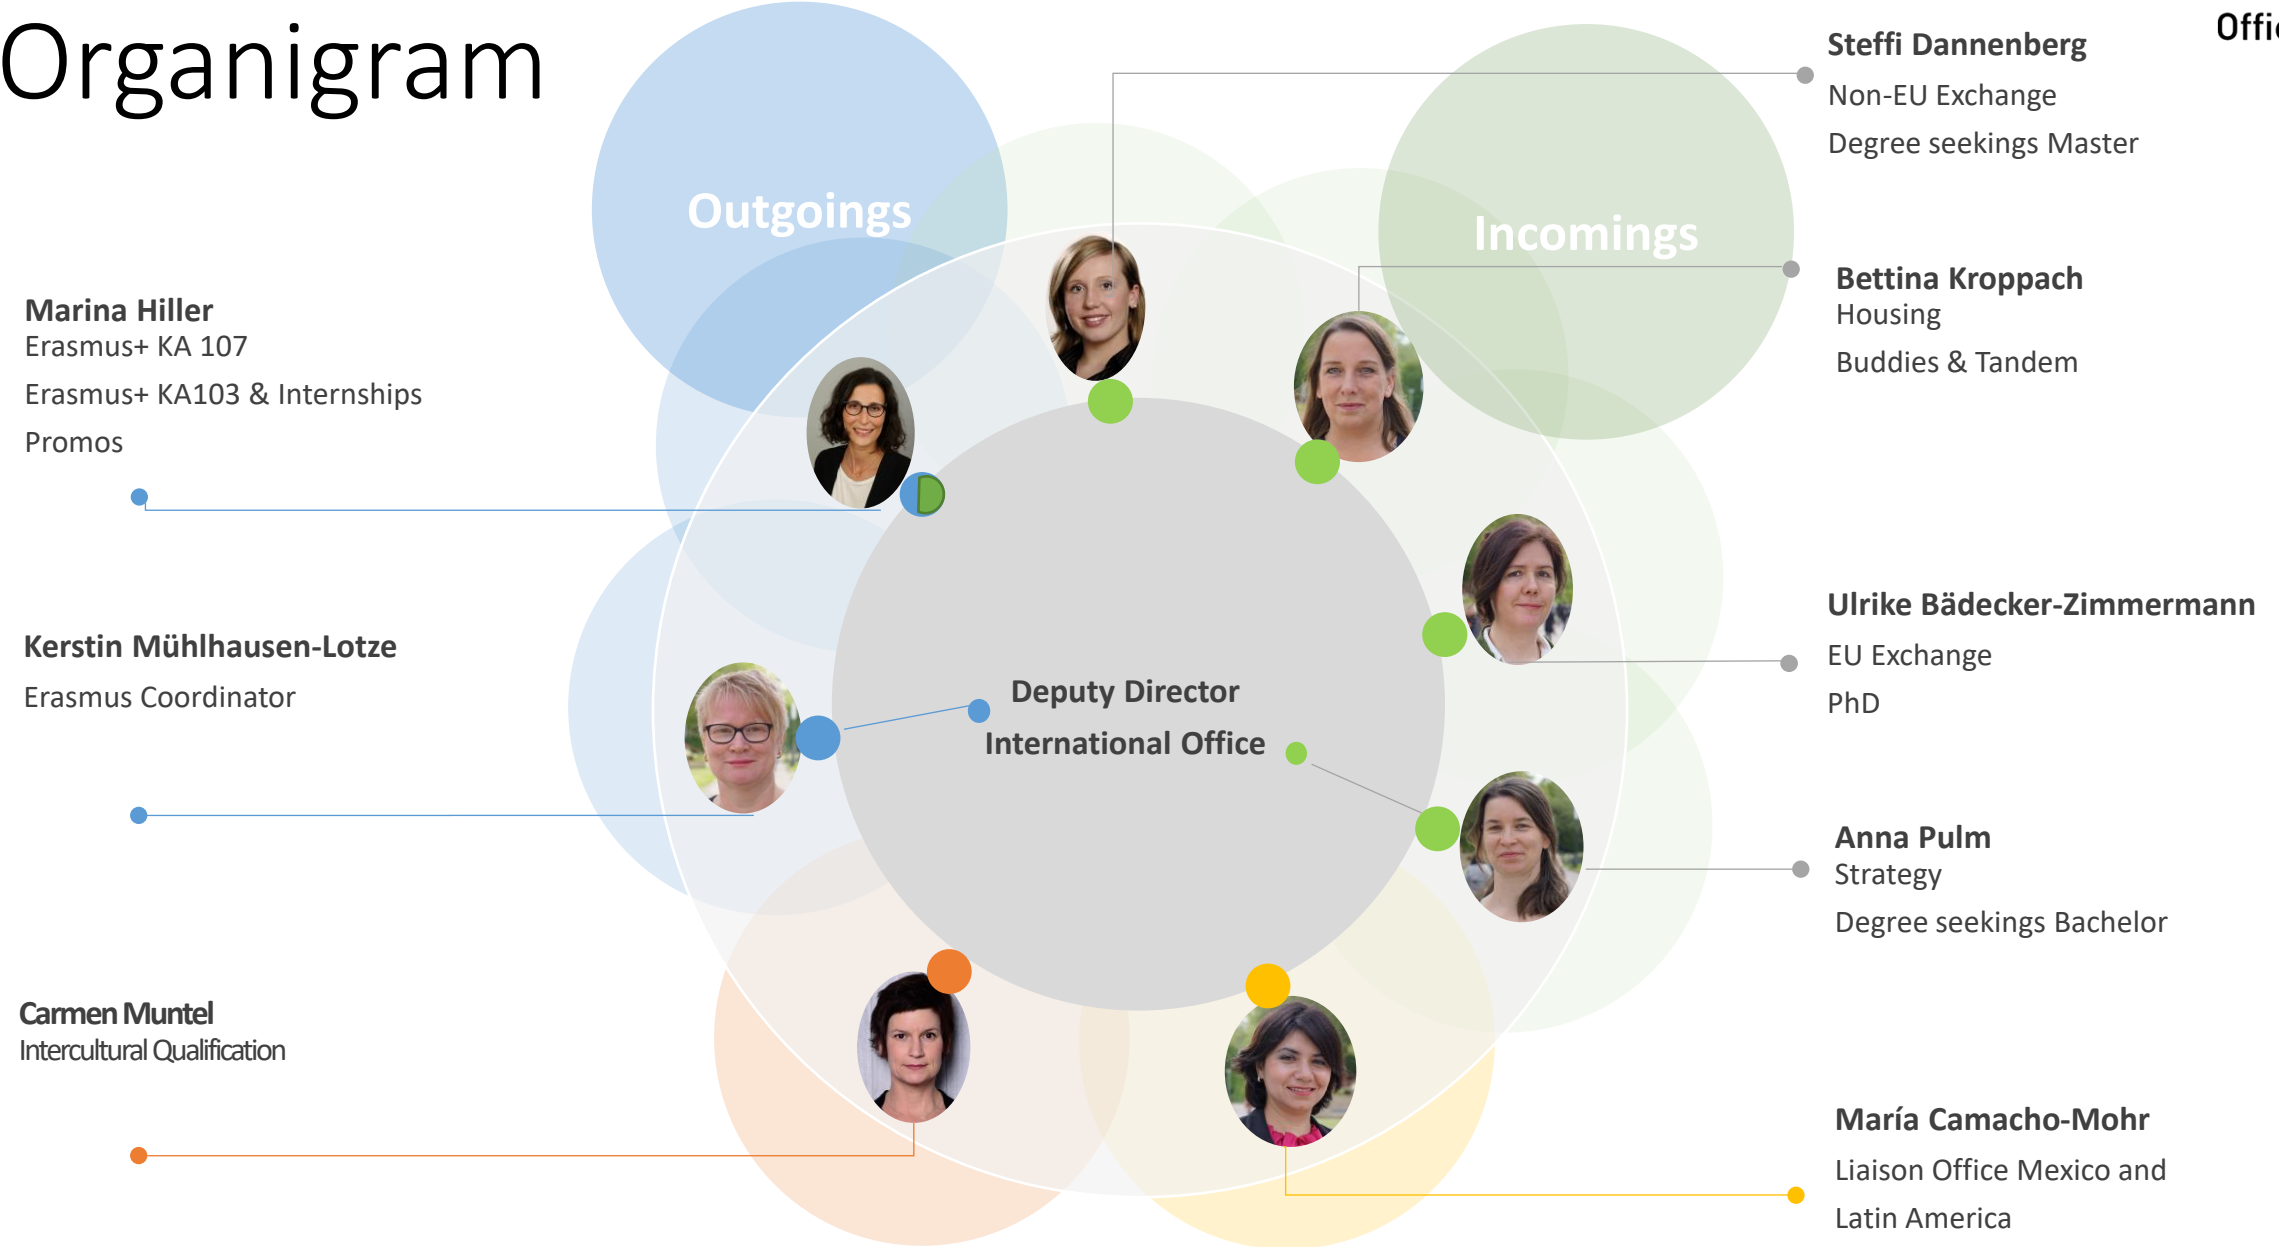 Organigram
Outgoings
Incomings
Steffi Dannenberg
Non-EU Exchange
Degree seekings Master
Bettina Kroppach
Housing
Buddies & Tandem
Marina Hiller
Erasmus+ KA 107
Erasmus+ KA103 & Internships
Promos
Ulrike Bädecker-Zimmermann
EU Exchange
PhD
Kerstin Mühlhausen-Lotze
Erasmus Coordinator
Deputy Director
International Office
Anna Pulm
Strategy
Degree seekings Bachelor
Carmen Muntel
Intercultural Qualification
María Camacho-Mohr
Liaison Office Mexico and
Latin America